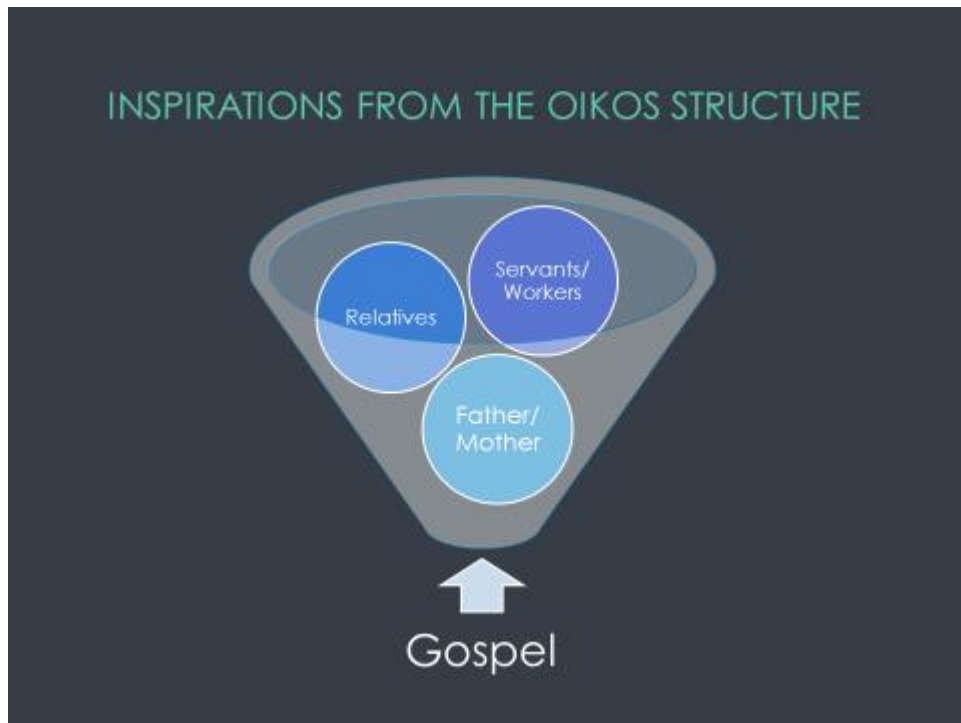 INSPIRATIONS FROM THE OIKOS STRUCTURE
Servants/
Workers
Relatives
Father/
Mother
Gospel